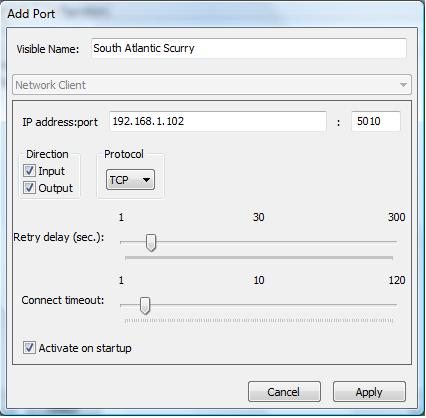 Add Port
Visible Name: South Atlantic Scurry
Network Client
IP address:port 192.168.1.102 : 5010
Direction Protocol
Input
Output
TCP
1 30 300
Retry delay (sec.):
1 10 120
Connect timeout:
Activate on startup
Cancel Apply